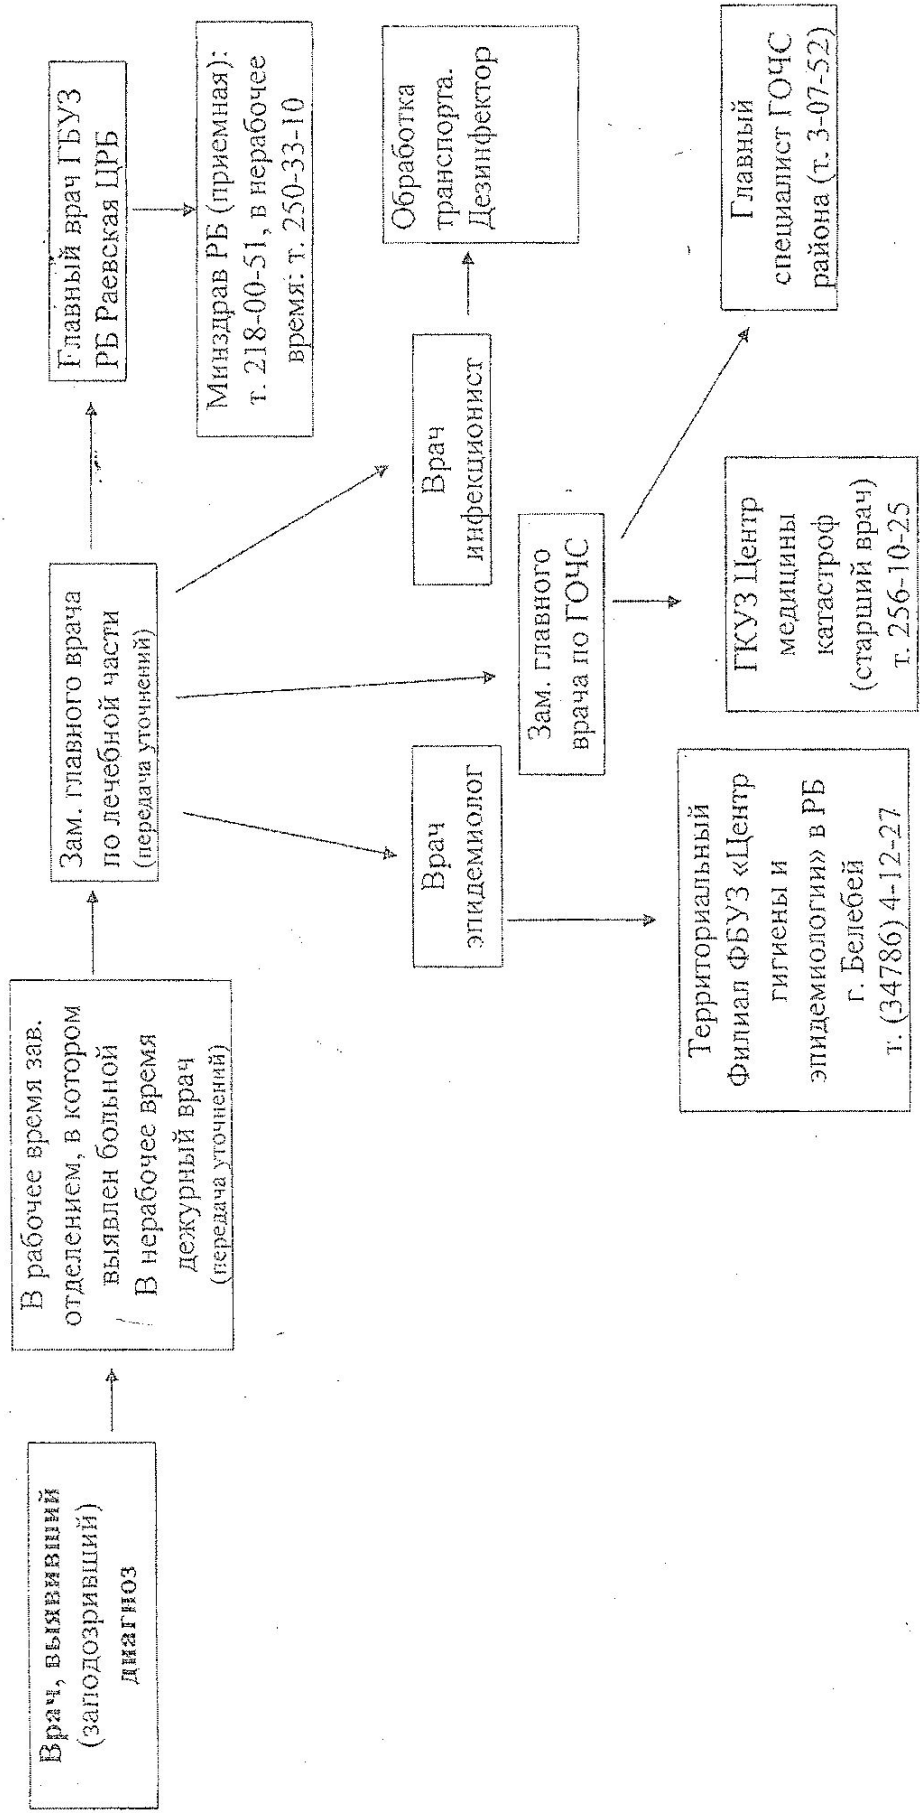 Врач, выявивший
(заподозривший)
диагноз
В рабочее время зав.
отделением, в котором
выявлен больной
В нерабочее время
дежурный врач
(передача уточнений)
Зам. главного врача
по лечебной части
(передача уточнений)
Главный врач ГБУЗ
РБ Раевская ЦРБ
Минздрав РБ (приемная):
т. 218-00-51, в нерабочее
время: т. 250-33-10
Врач
эпидемиолог
Зам. главного
врача по ГОЧС
Врач
инфекционист
Обработка
транспорта.
Дезинфектор
Территориальный
Филиал ФБУЗ «Центр
гигиены и
эпидемиологии» в РБ
г. Белебей
т. (34786) 4-12-27
ГКУЗ Центр
медицины
катастроф
(старший врач)
т. 256-10-25
Главный
специалист ГОЧС
района (т. 3-07-52)